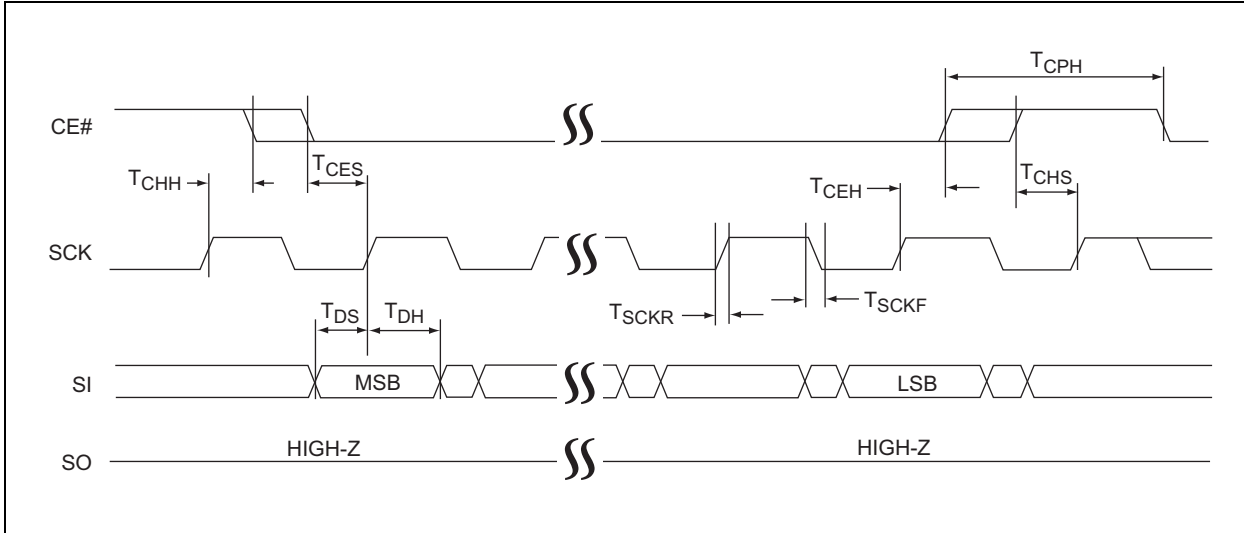 TCPH
CE#
TCHH
TCES
TCEH
TCHS
SCK
TDS
TDH
TSCKR
TSCKF
SI
MSB
LSB
SO
HIGH-Z
HIGH-Z